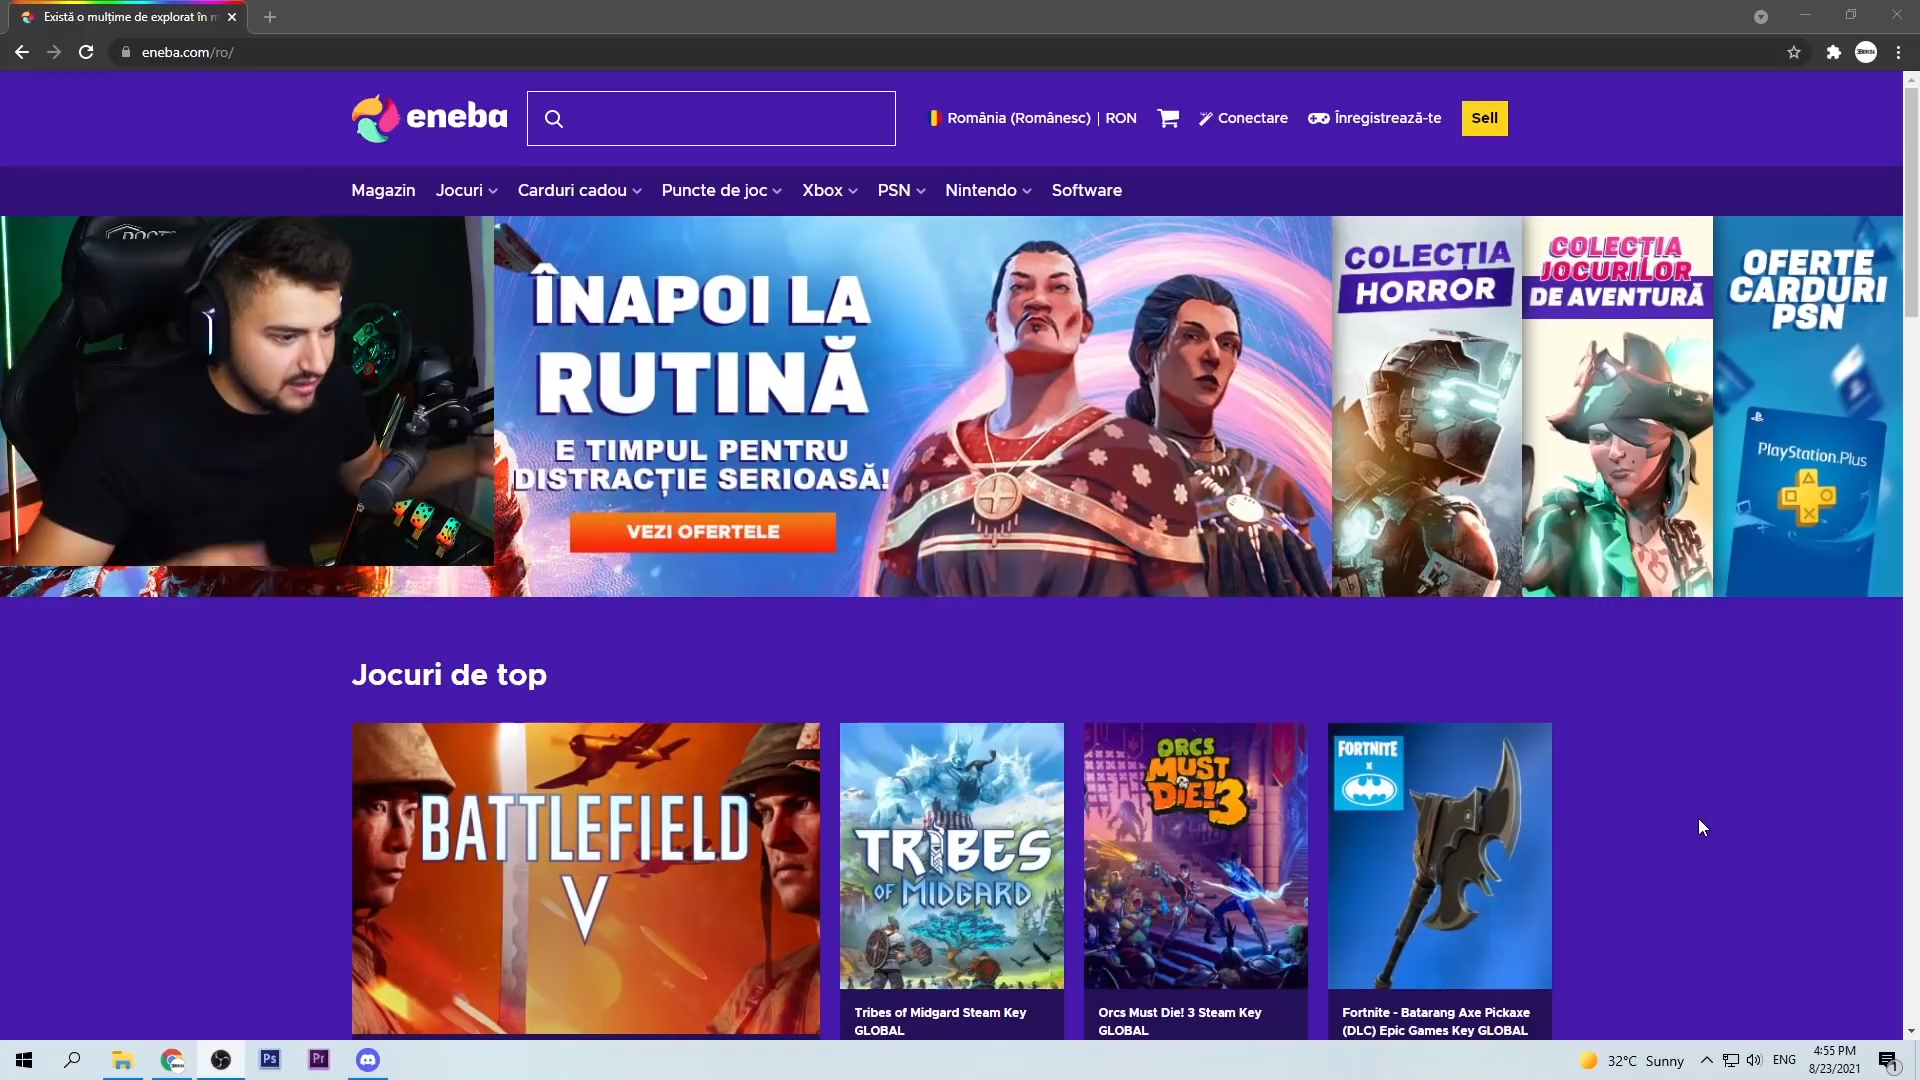 Există o mulțime de explorat în
eneba.com/ro/
eneba
România (Românesc) | RON
Conectare
Înregistrează-te
Sell
Magazin
Jocuri
Carduri cadou
Puncte de joc
Xbox
PSN
Nintendo
Software
ÎNAPOI LA
RUTINĂ
E TIMPUL PENTRU
DISTRACȚIE SERIOASĂ!
VEZI OFERTELE
COLECȚIA
HORROR
COLECȚIA
JOCURILOR
DE AVENTURĂ
OFERTE
CARDURI
PSN
PlayStation.Plus
Jocuri de top
BATTLEFIELD
V
TRIBES
OF MIDGARD
Tribes of Midgard Steam Key
GLOBAL
ORCS
MUST
DIE! 3
Orcs Must Die! 3 Steam Key
GLOBAL
FORTNITE
X
Fortnite - Batarang Axe Pickaxe
(DLC) Epic Games Key GLOBAL
Ps
Pr
32°C Sunny
ENG
4:55 PM
8/23/2021
1